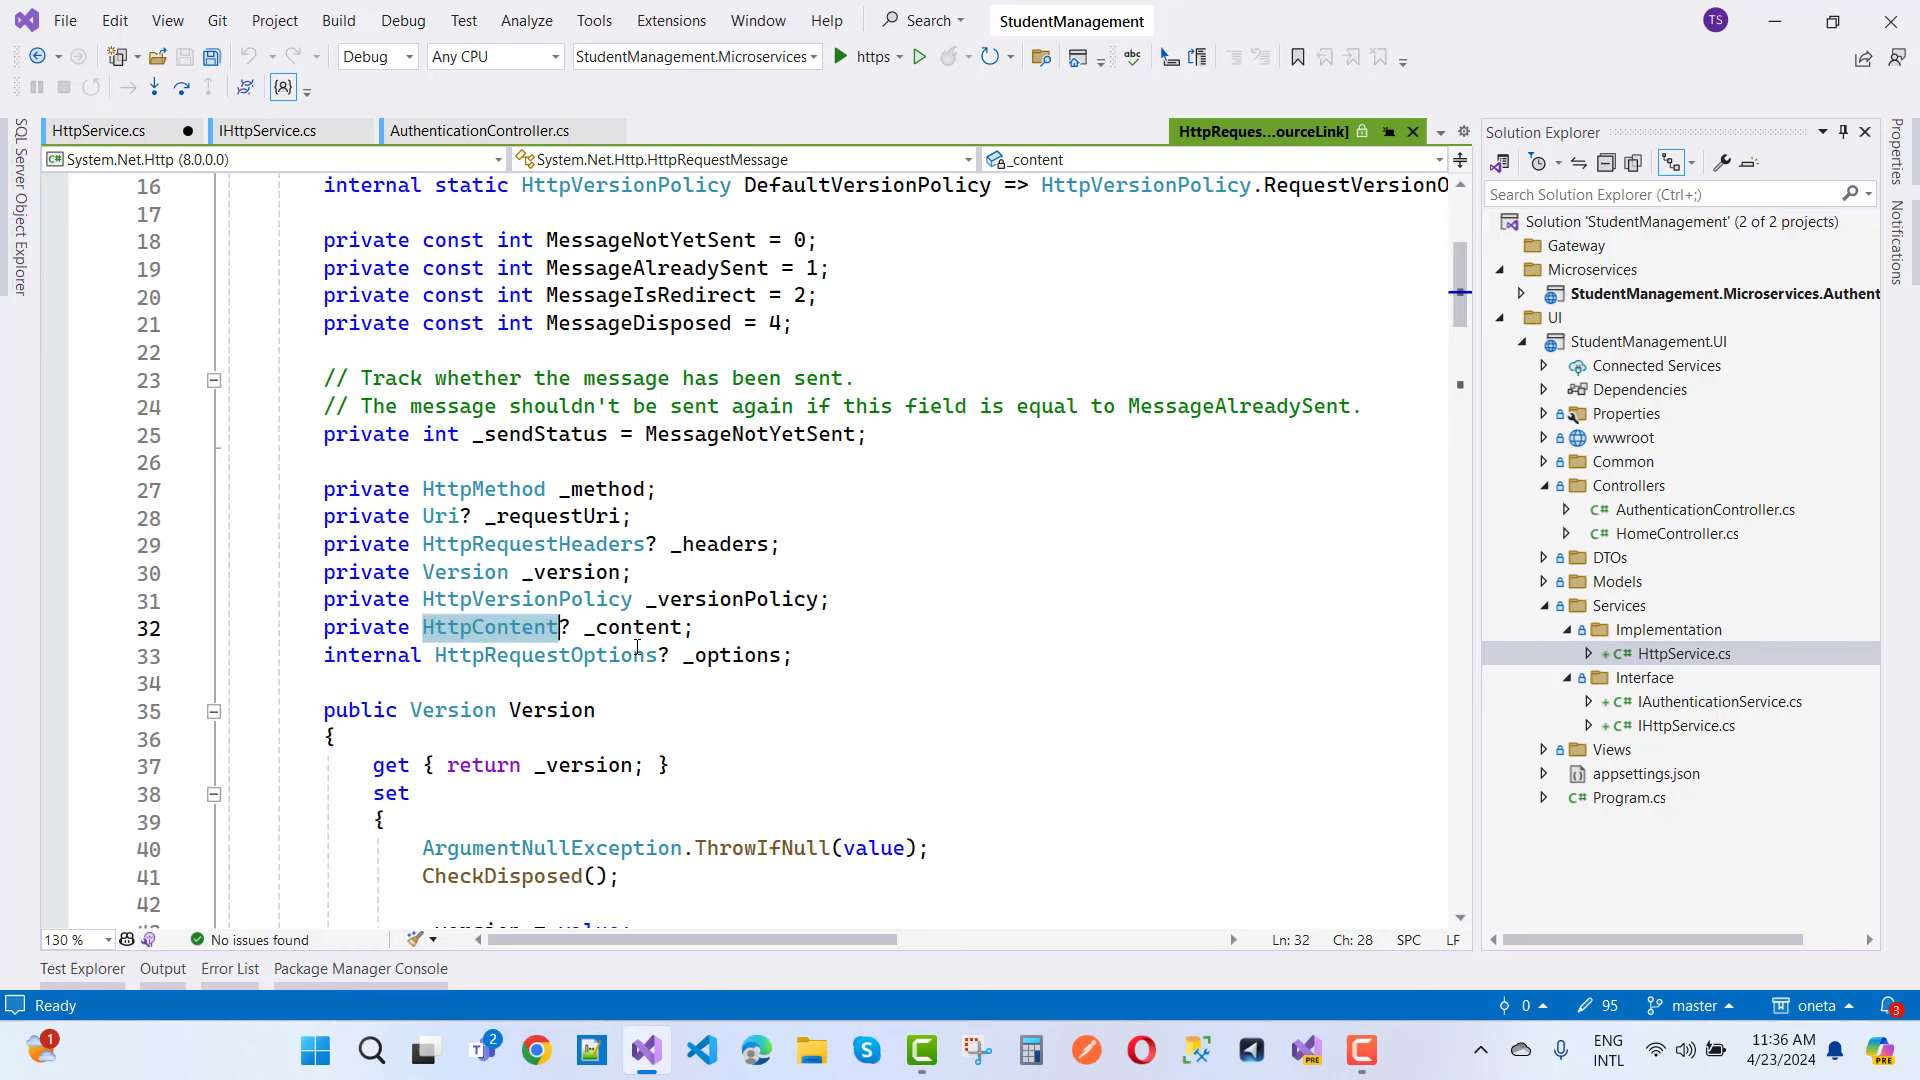 File Edit View Git Project Build Debug Test Analyze Tools Extensions Window Help Search StudentManagement TS
Debug Any CPU StudentManagement.Microservices https
HttpService.cs IHttpService.cs AuthenticationController.cs HttpReques...ourceLink] Solution Explorer
System.Net.Http (8.0.0.0) System.Net.Http.HttpRequestMessage _content
Search Solution Explorer (Ctrl+;)
SQL Server Object Explorer
Properties
Notifications
16 internal static HttpVersionPolicy DefaultVersionPolicy => HttpVersionPolicy.RequestVersionO
17
18 private const int MessageNotYetSent = 0;
19 private const int MessageAlreadySent = 1;
20 private const int MessageIsRedirect = 2;
21 private const int MessageDisposed = 4;
22
23 // Track whether the message has been sent.
24 // The message shouldn't be sent again if this field is equal to MessageAlreadySent.
25 private int _sendStatus = MessageNotYetSent;
26
27 private HttpMethod _method;
28 private Uri? _requestUri;
29 private HttpRequestHeaders? _headers;
30 private Version _version;
31 private HttpVersionPolicy _versionPolicy;
32 private HttpContent? _content;
33 internal HttpRequestOptions? _options;
34
35 public Version Version
36 {
37 get { return _version; }
38 set
39 {
40 ArgumentNullException.ThrowIfNull(value);
41 CheckDisposed();
42
Solution 'StudentManagement' (2 of 2 projects)
Gateway
Microservices
StudentManagement.Microservices.Authent
UI
StudentManagement.UI
Connected Services
Dependencies
Properties
wwwroot
Common
Controllers
C# AuthenticationController.cs
C# HomeController.cs
DTOs
Models
Services
Implementation
+ C# HttpService.cs
Interface
+ C# IAuthenticationService.cs
+ C# IHttpService.cs
Views
appsettings.json
C# Program.cs
130 % No issues found Ln: 32 Ch: 28 SPC LF
Test Explorer Output Error List Package Manager Console
Ready 0 95 master oneta 3
1 2 PRE ENG INTL 11:36 AM 4/23/2024 PRE